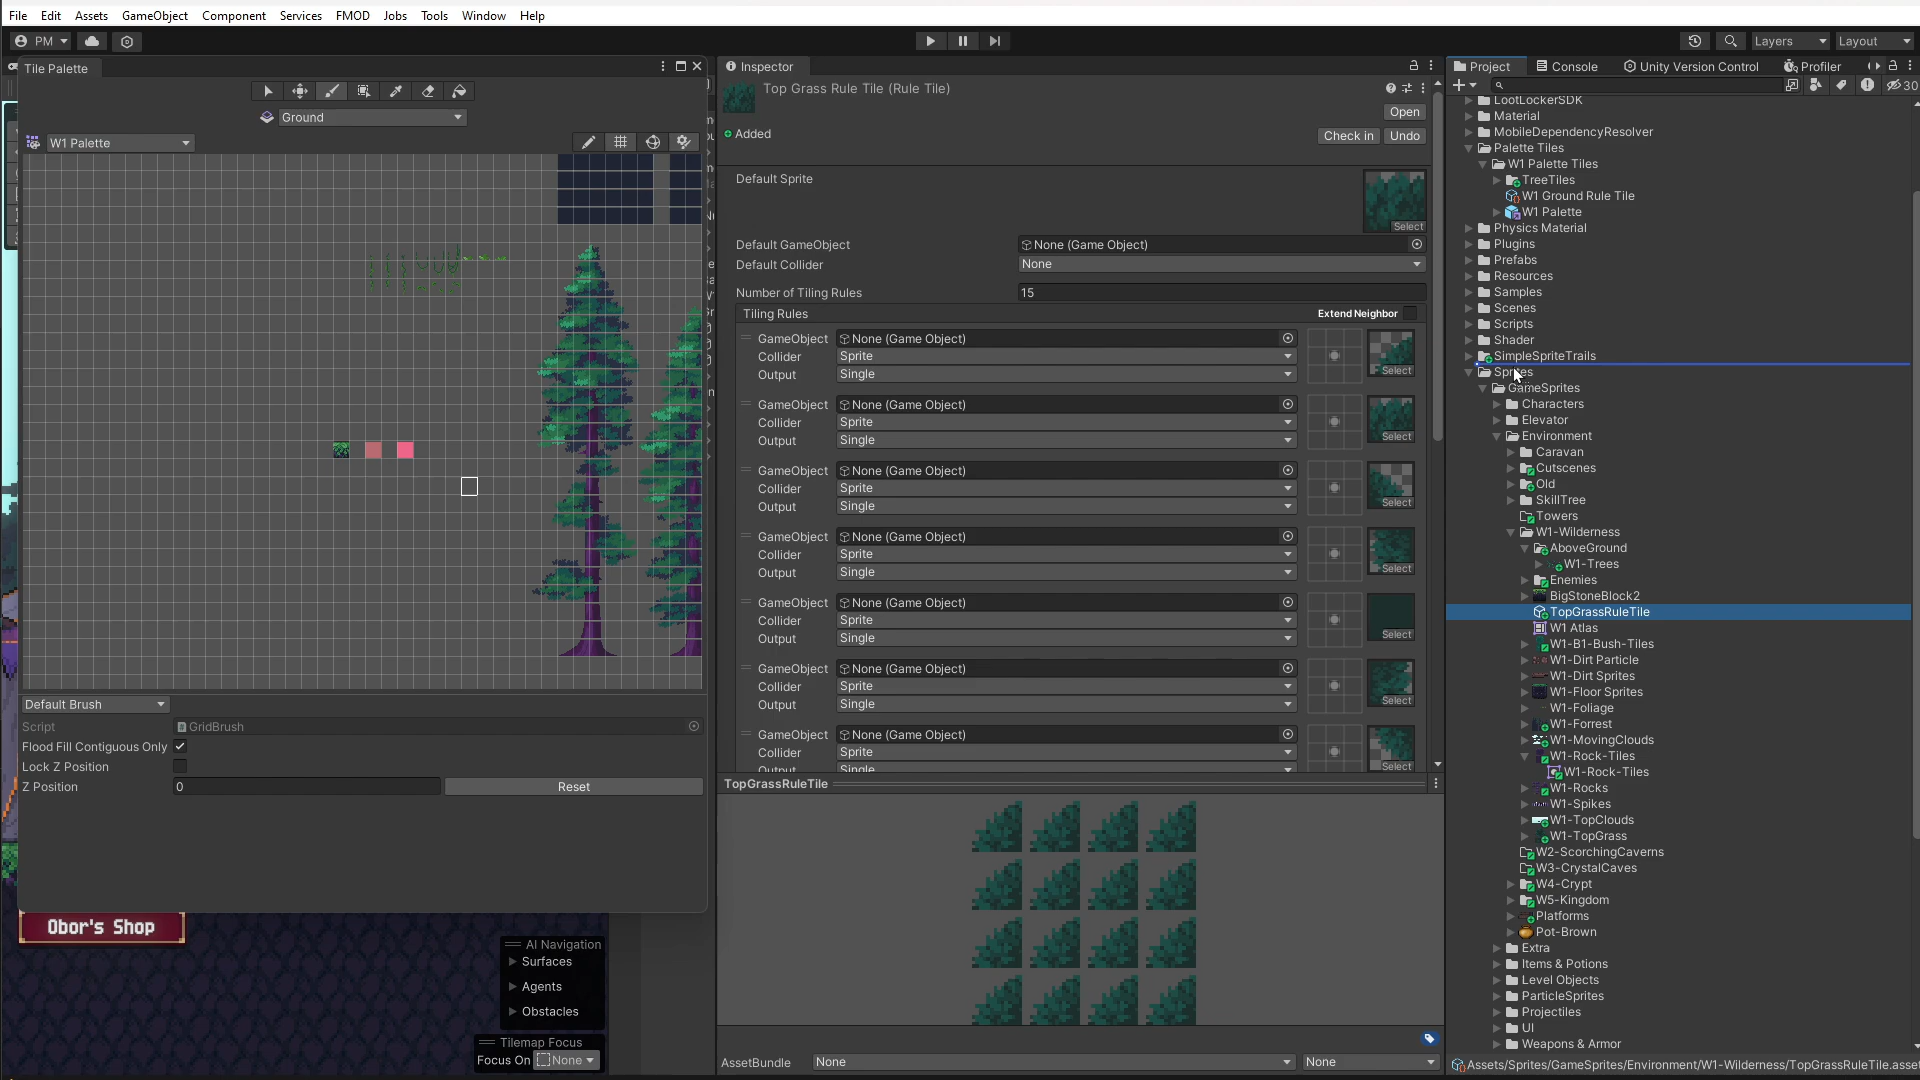 File Edit Assets GameObject Component Services FMOD Jobs Tools Window Help
PM
Layers
Layout
Tile Palette
Ground
W1 Palette
Default Brush
Script
GridBrush
Flood Fill Contiguous Only
Lock Z Position
Z Position
0
Reset
Obor's Shop
AI Navigation
Surfaces
Agents
Obstacles
Tilemap Focus
Focus On None
Inspector
Top Grass Rule Tile (Rule Tile)
Open
Added
Check in
Undo
Default Sprite
Select
Default GameObject
None (Game Object)
Default Collider
None
Number of Tiling Rules
15
Tiling Rules
Extend Neighbor
GameObject None (Game Object)
Collider Sprite
Output Single
Select
GameObject None (Game Object)
Collider Sprite
Output Single
Select
GameObject None (Game Object)
Collider Sprite
Output Single
Select
GameObject None (Game Object)
Collider Sprite
Output Single
Select
GameObject None (Game Object)
Collider Sprite
Output Single
Select
GameObject None (Game Object)
Collider Sprite
Output Single
Select
GameObject None (Game Object)
Collider Sprite
Output Single
Select
TopGrassRuleTile
AssetBundle
None
None
Project
Console
Unity Version Control
Profiler
30
LootLockerSDK
Material
MobileDependencyResolver
Palette Tiles
W1 Palette Tiles
TreeTiles
W1 Ground Rule Tile
W1 Palette
Physics Material
Plugins
Prefabs
Resources
Samples
Scenes
Scripts
Shader
SimpleSpriteTrails
Sprites
GameSprites
Characters
Elevator
Environment
Caravan
Cutscenes
Old
SkillTree
Towers
W1-Wilderness
AboveGround
W1-Trees
Enemies
BigStoneBlock2
TopGrassRuleTile
W1 Atlas
W1-B1-Bush-Tiles
W1-Dirt Particle
W1-Dirt Sprites
W1-Floor Sprites
W1-Foliage
W1-Forrest
W1-MovingClouds
W1-Rock-Tiles
W1-Rock-Tiles
W1-Rocks
W1-Spikes
W1-TopClouds
W1-TopGrass
W2-ScorchingCaverns
W3-CrystalCaves
W4-Crypt
W5-Kingdom
Platforms
Pot-Brown
Extra
Items & Potions
Level Objects
ParticleSprites
Projectiles
UI
Weapons & Armor
Assets/Sprites/GameSprites/Environment/W1-Wilderness/TopGrassRuleTile.asset